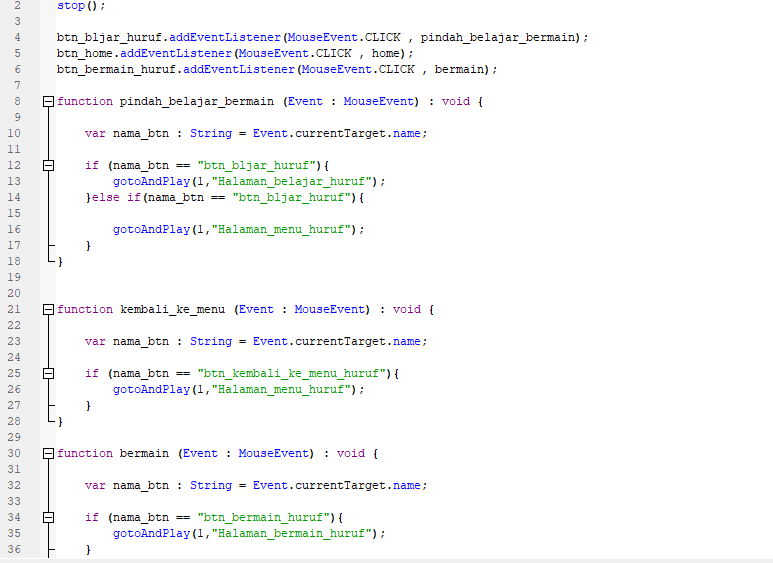 2 stop();
3
4 btn_bljar_huruf.addEventListener(MouseEvent.CLICK , pindah_belajar_bermain);
5 btn_home.addEventListener(MouseEvent.CLICK , home);
6 btn_bermain_huruf.addEventListener(MouseEvent.CLICK , bermain);
7
8 function pindah_belajar_bermain (Event : MouseEvent) : void {
9
10 var nama_btn : String = Event.currentTarget.name;
11
12 if (nama_btn == "btn_bljar_huruf"){
13 gotoAndPlay(1,"Halaman_belajar_huruf");
14 }else if(nama_btn == "btn_bljar_huruf"){
15
16 gotoAndPlay(1,"Halaman_menu_huruf");
17 }
18 }
19
20
21 function kembali_ke_menu (Event : MouseEvent) : void {
22
23 var nama_btn : String = Event.currentTarget.name;
24
25 if (nama_btn == "btn_kembali_ke_menu_huruf"){
26 gotoAndPlay(1,"Halaman_menu_huruf");
27 }
28 }
29
30 function bermain (Event : MouseEvent) : void {
31
32 var nama_btn : String = Event.currentTarget.name;
33
34 if (nama_btn == "btn_bermain_huruf"){
35 gotoAndPlay(1,"Halaman_bermain_huruf");
36 }